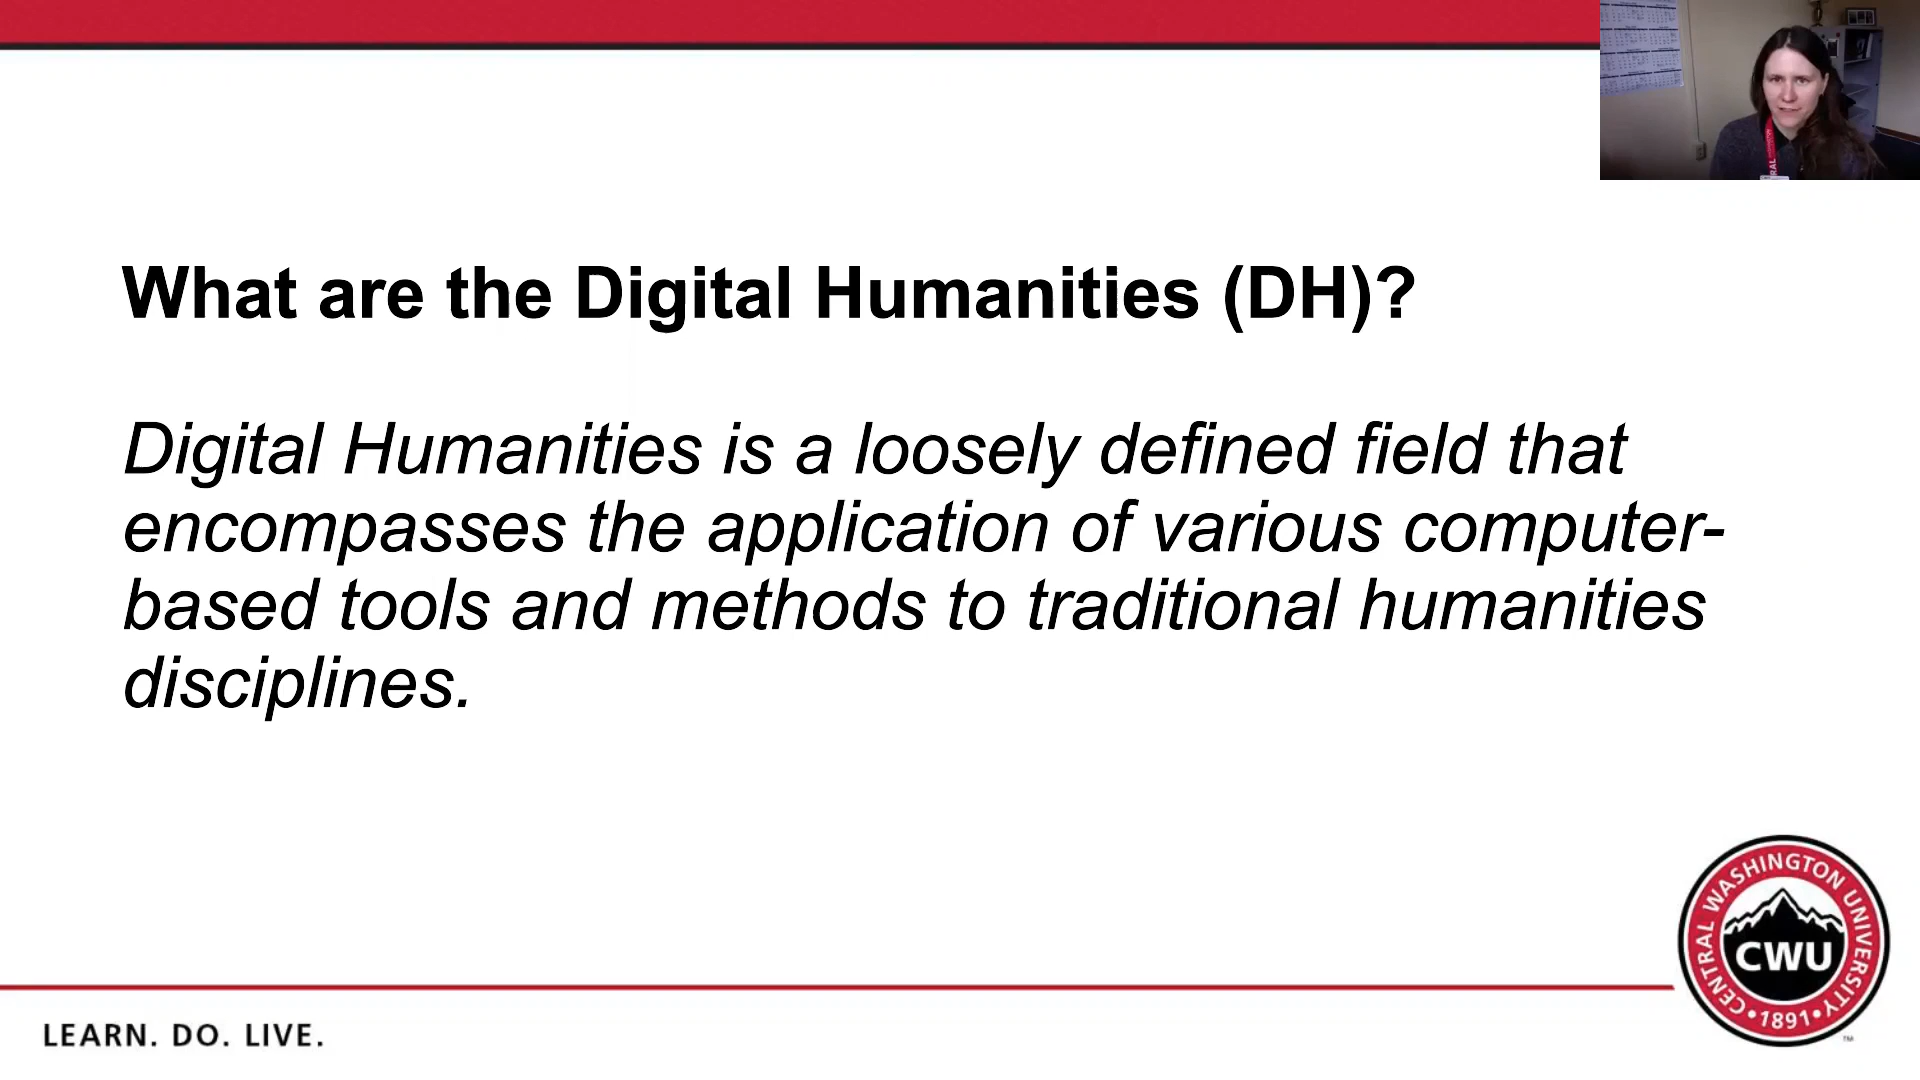 What are the Digital Humanities (DH)?
Digital Humanities is a loosely defined field that
encompasses the application of various computer-
based tools and methods to traditional humanities
disciplines.
CENTRAL WASHINGTON UNIVERSITY
CWU
•1891•
TM
LEARN. DO. LIVE.